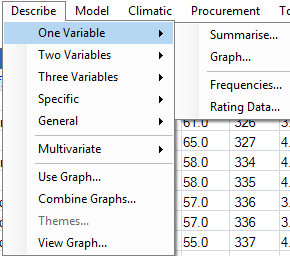 Describe Model Climatic Procurement
One Variable
Two Variables
Three Variables
Specific
General
Multivariate
Use Graph...
Combine Graphs...
Themes...
View Graph...
Summarise...
Graph...
Frequencies...
Rating Data...
61.0 326 3.
65.0 327 4.
58.0 334 4.
58.0 335 4.
57.0 336 3.
57.0 336 3.
55.0 337 4.